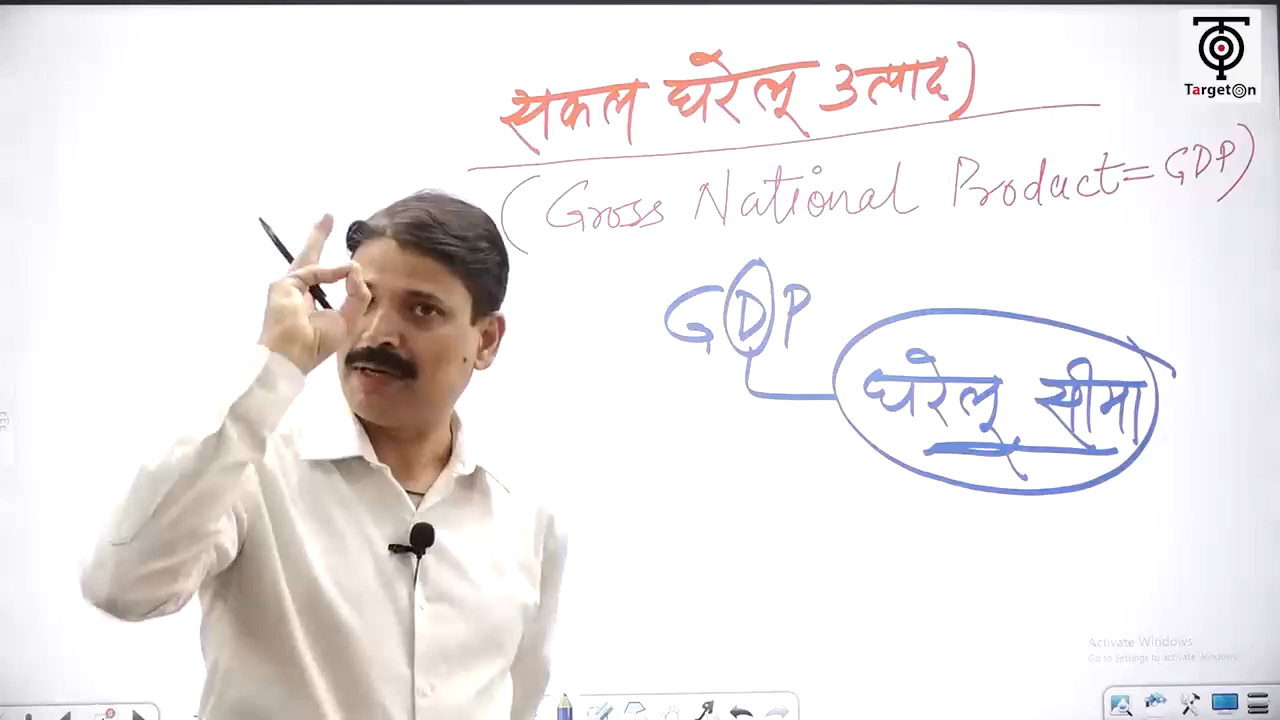 TargetOn
सकल घरेलू उत्पाद)
(Gross National Product = GDP)
GDP
घरेलू सीमा
Activate Windows
Go to Settings to activate Windows.